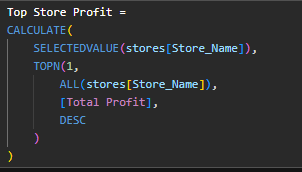 Top Store Profit =
CALCULATE(
    SELECTEDVALUE(stores[Store_Name]),
    TOPN(1,
        ALL(stores[Store_Name]),
        [Total Profit],
        DESC
    )
)